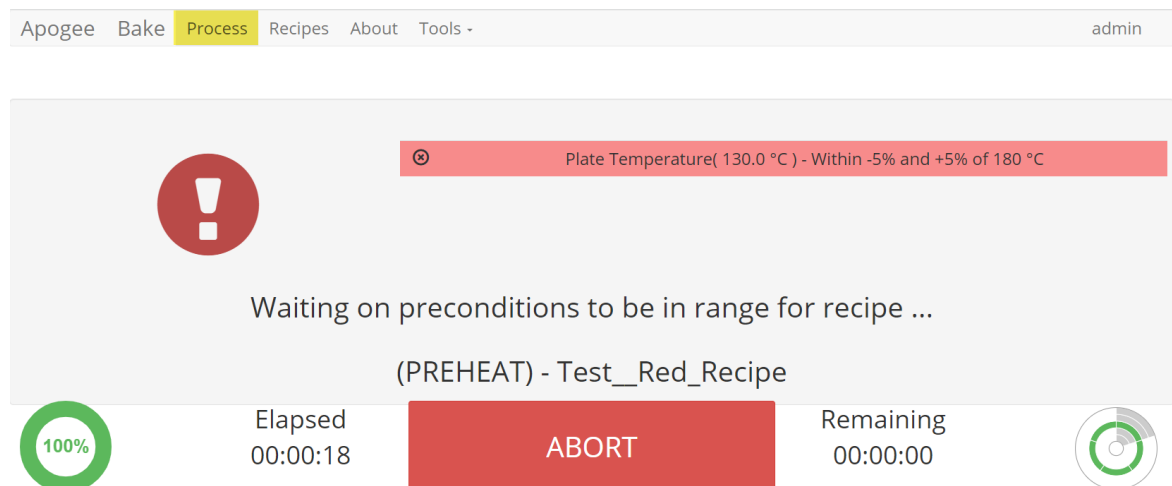 Apogee Bake Process Recipes About Tools admin
Plate Temperature( 130.0 °C ) - Within -5% and +5% of 180 °C
Waiting on preconditions to be in range for recipe ...
(PREHEAT) - Test__Red_Recipe
100%
Elapsed
00:00:18
ABORT
Remaining
00:00:00